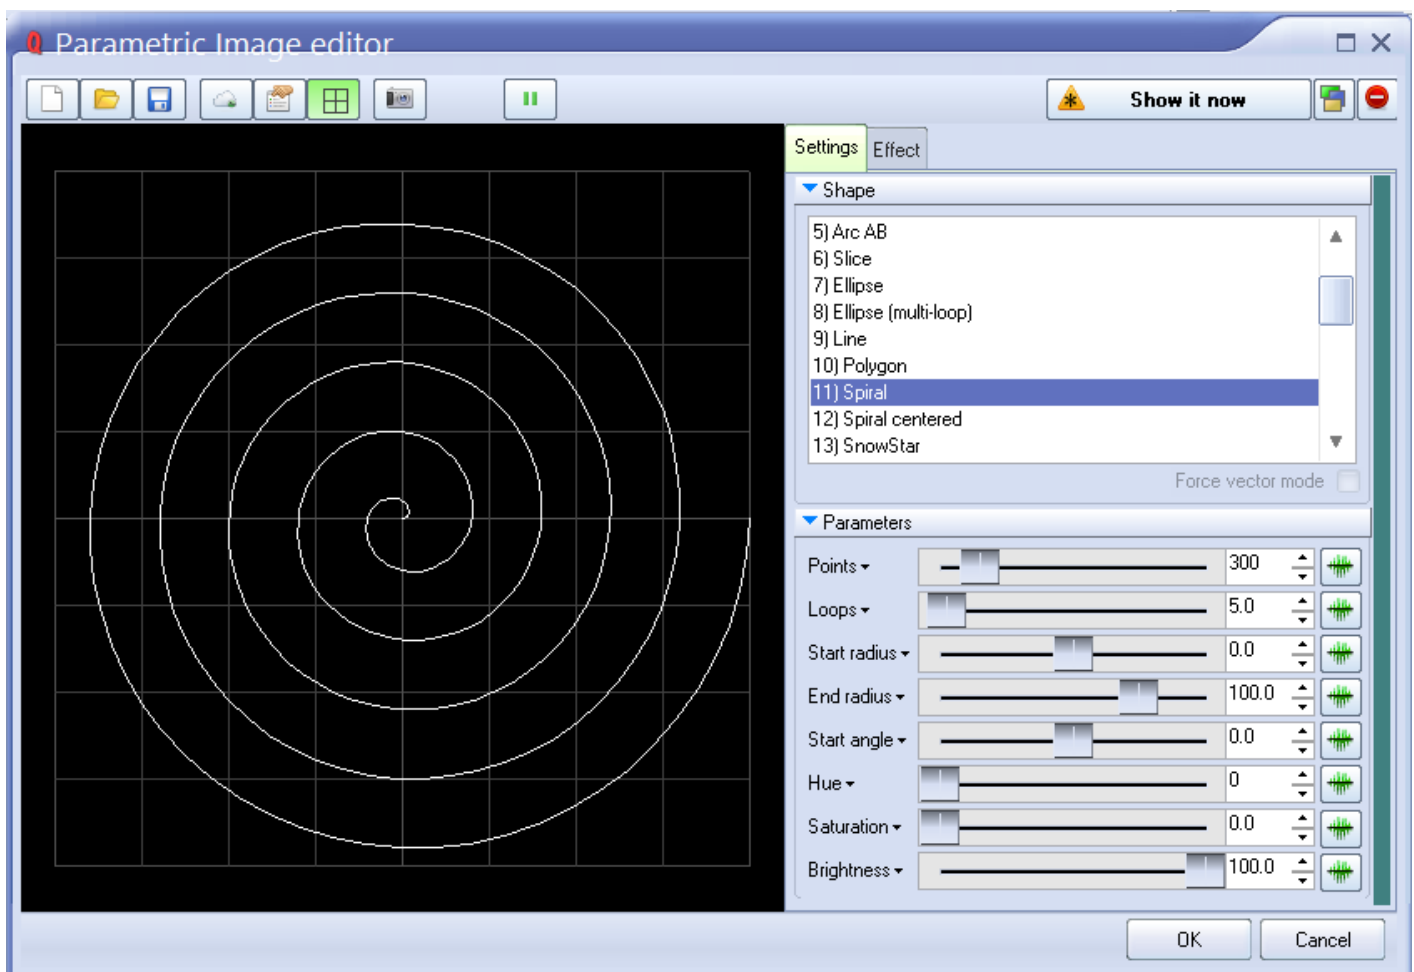 Parametric Image editor
Show it now
Settings Effect
Shape
5) Arc AB
6) Slice
7) Ellipse
8) Ellipse (multi-loop)
9) Line
10) Polygon
11) Spiral
12) Spiral centered
13) SnowStar
Force vector mode
Parameters
Points 300
Loops 5.0
Start radius 0.0
End radius 100.0
Start angle 0.0
Hue 0
Saturation 0.0
Brightness 100.0
OK Cancel